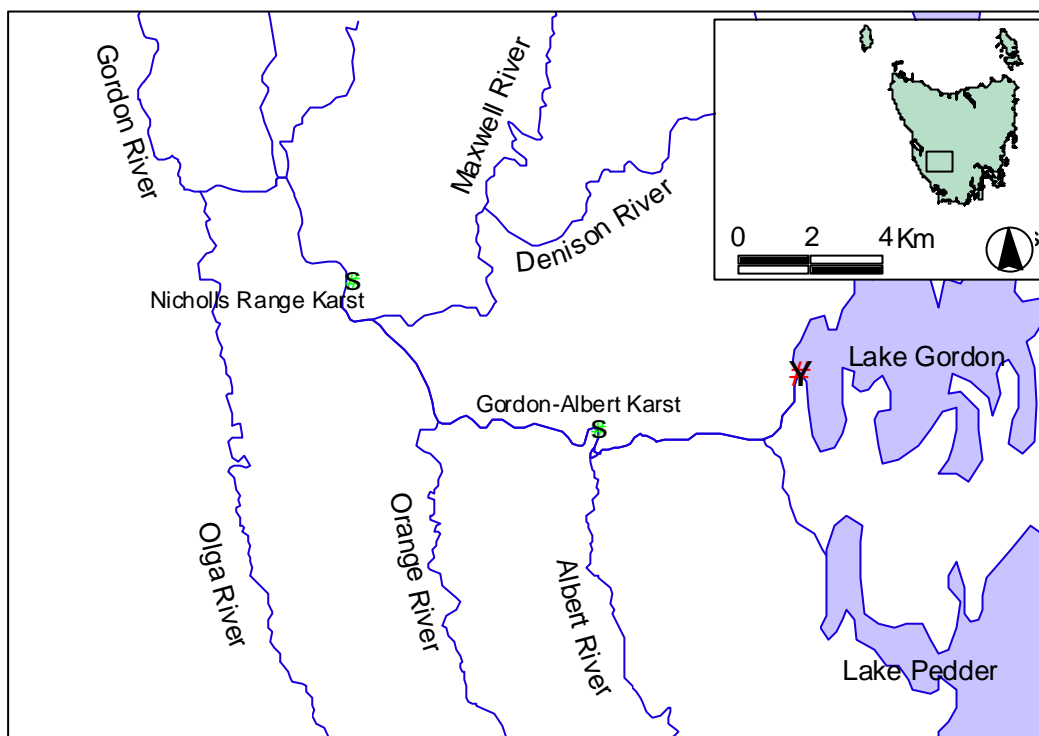 Gordon River
Maxwell River
Denison River
0 2 4 Km
s
Nicholls Range Karst
s
Lake Gordon
¥
Gordon-Albert Karst
s
Olga River
Orange River
Albert River
Lake Pedder